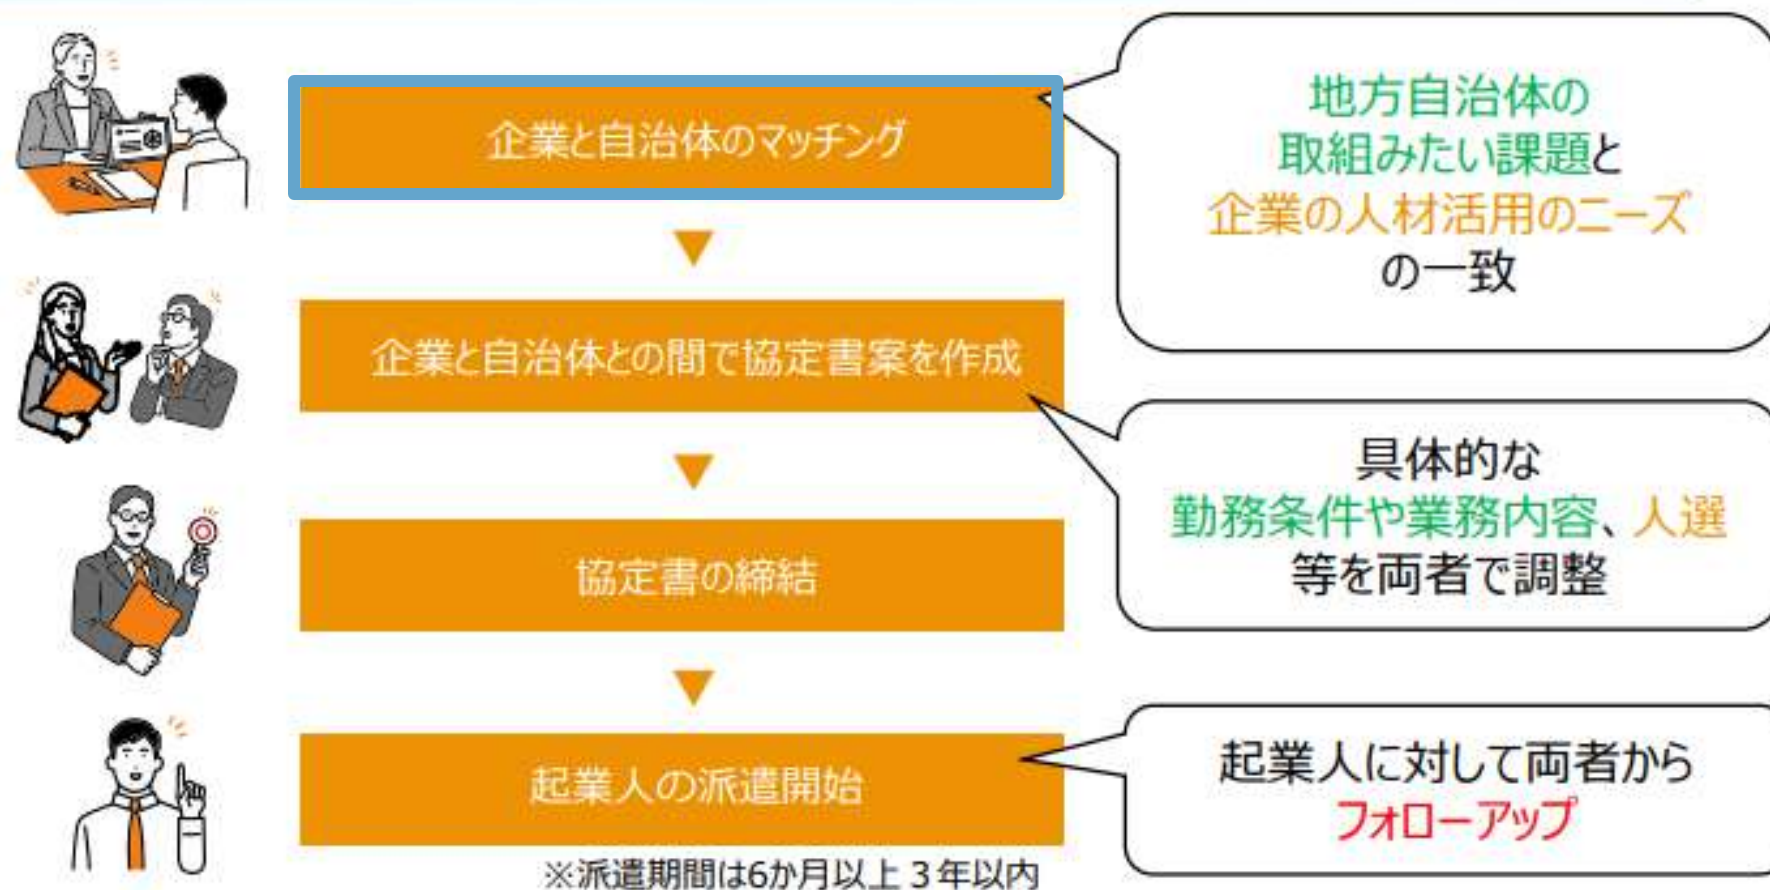 企業と自治体のマッチング
地方自治体の
取組みたい課題と
企業の人材活用のニーズ
の一致
企業と自治体との間で協定書案を作成
具体的な
勤務条件や業務内容、人選
等を両者で調整
協定書の締結
起業人の派遣開始
起業人に対して両者から
フォローアップ
※派遣期間は6か月以上3年以内